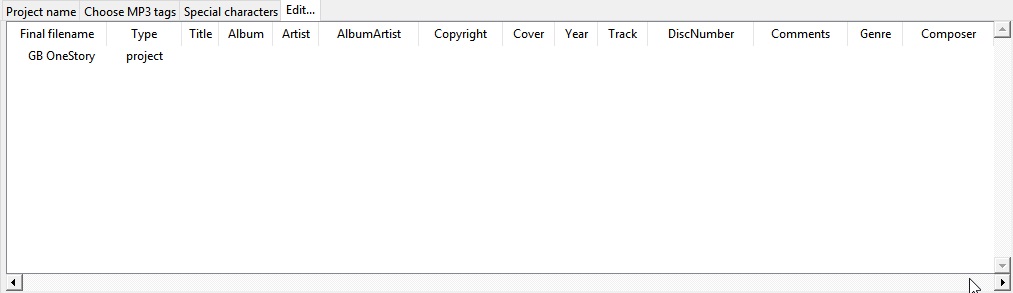 Project name Choose MP3 tags Special characters Edit...
Final filename Type Title Album Artist AlbumArtist Copyright Cover Year Track DiscNumber Comments Genre Composer
GB OneStory project